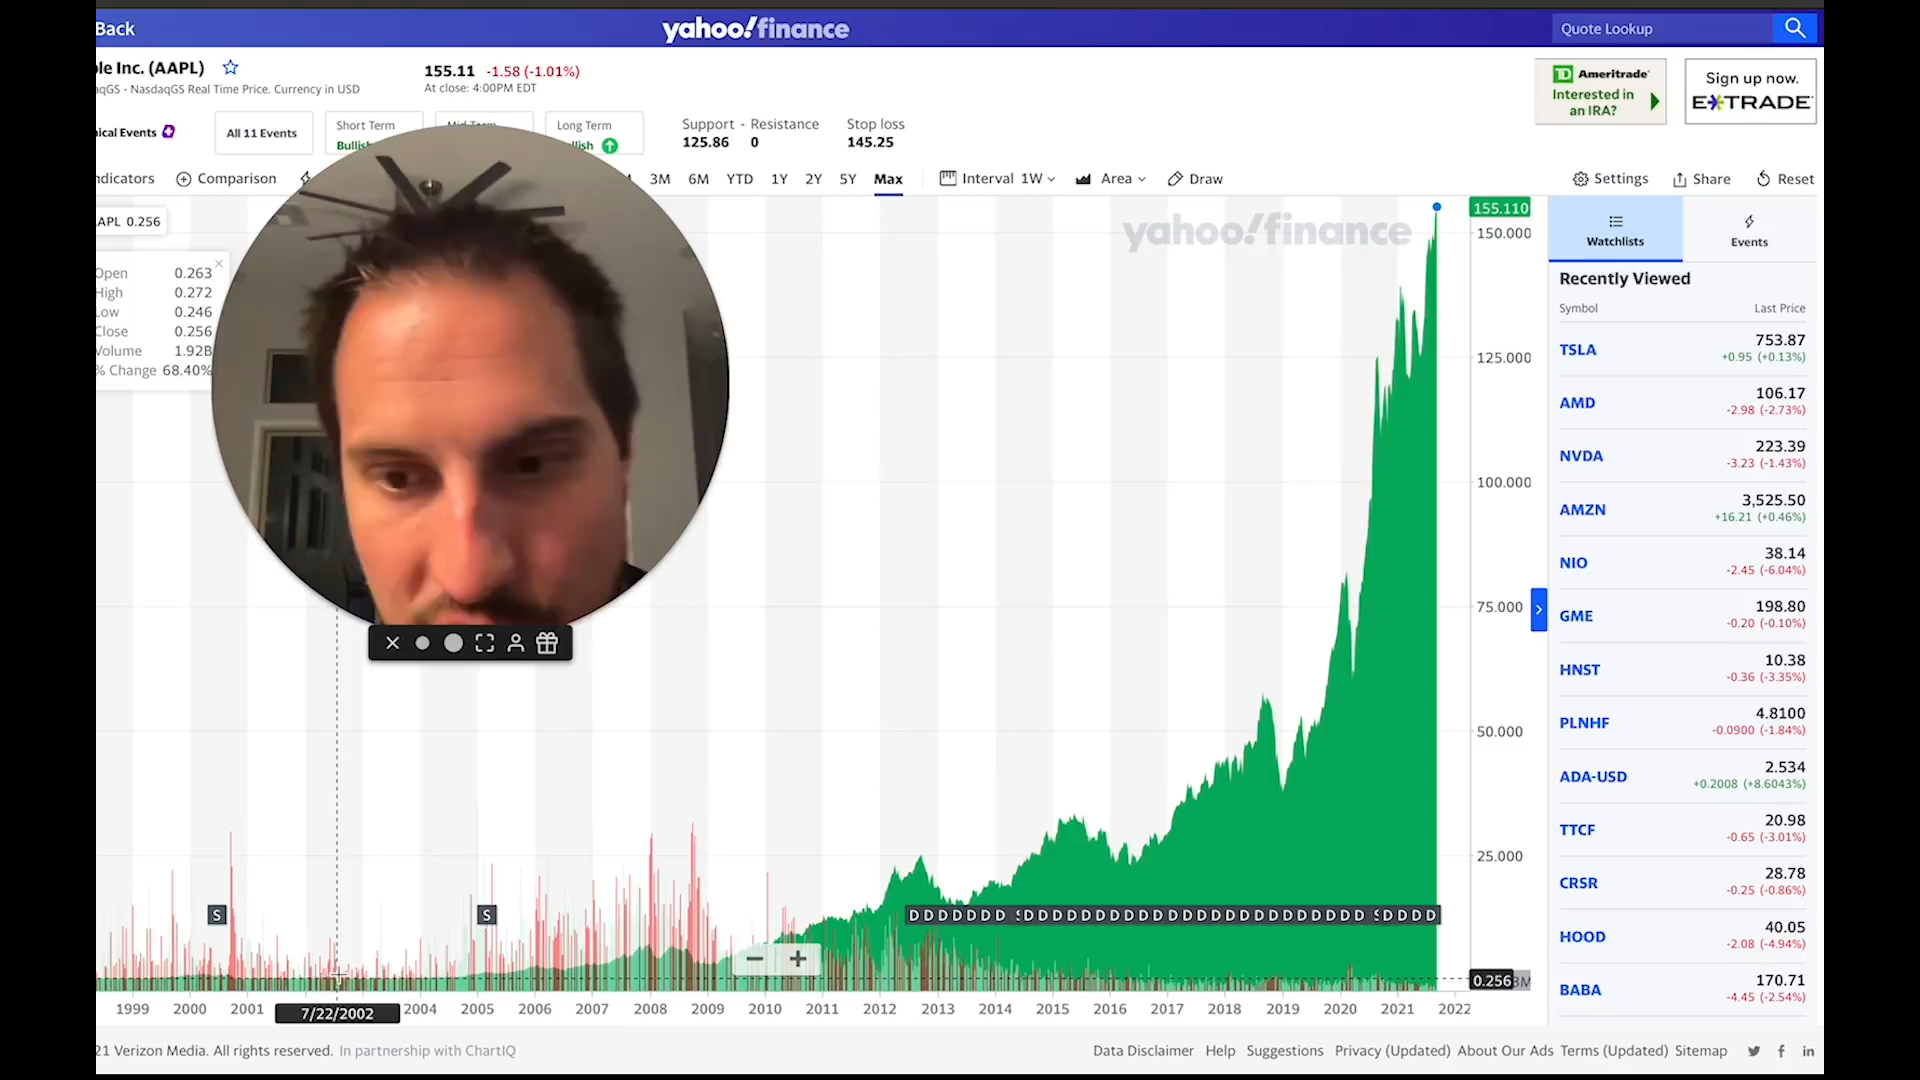 Back
yahoo!finance
Quote Lookup
le Inc. (AAPL)
155.11 -1.58 (-1.01%)
aqGS - NasdaqGS Real Time Price. Currency in USD
At close: 4:00PM EDT
Ameritrade
Interested in
an IRA?
Sign up now.
E*TRADE
ical Events
All 11 Events
Short Term
Long Term
Support - Resistance
125.86 0
Stop loss
145.25
ndicators
Comparison
3M 6M YTD 1Y 2Y 5Y Max
Interval 1W
Area
Draw
Settings
Share
Reset
APL 0.256
Open 0.263
High 0.272
Low 0.246
Close 0.256
Volume 1.92B
% Change 68.40%
yahoo!finance
155.110
150.000
125.000
100.000
75.000
50.000
25.000
0.256
S
S
D D D D D D D S D D D D D D D D D D D D D D D D D D D D D D D D S D D D D
1999 2000 2001 7/22/2002 2004 2005 2006 2007 2008 2009 2010 2011 2012 2013 2014 2015 2016 2017 2018 2019 2020 2021 2022
Watchlists
Events
Recently Viewed
Symbol Last Price
TSLA 753.87
+0.95 (+0.13%)
AMD 106.17
-2.98 (-2.73%)
NVDA 223.39
-3.23 (-1.43%)
AMZN 3,525.50
+16.21 (+0.46%)
NIO 38.14
-2.45 (-6.04%)
GME 198.80
-0.20 (-0.10%)
HNST 10.38
-0.36 (-3.35%)
PLNHF 4.8100
-0.0900 (-1.84%)
ADA-USD 2.534
+0.2008 (+8.6043%)
TTCF 20.98
-0.65 (-3.01%)
CRSR 28.78
-0.25 (-0.86%)
HOOD 40.05
-2.08 (-4.94%)
BABA 170.71
-4.45 (-2.54%)
21 Verizon Media. All rights reserved. In partnership with ChartIQ
Data Disclaimer Help Suggestions Privacy (Updated) About Our Ads Terms (Updated) Sitemap